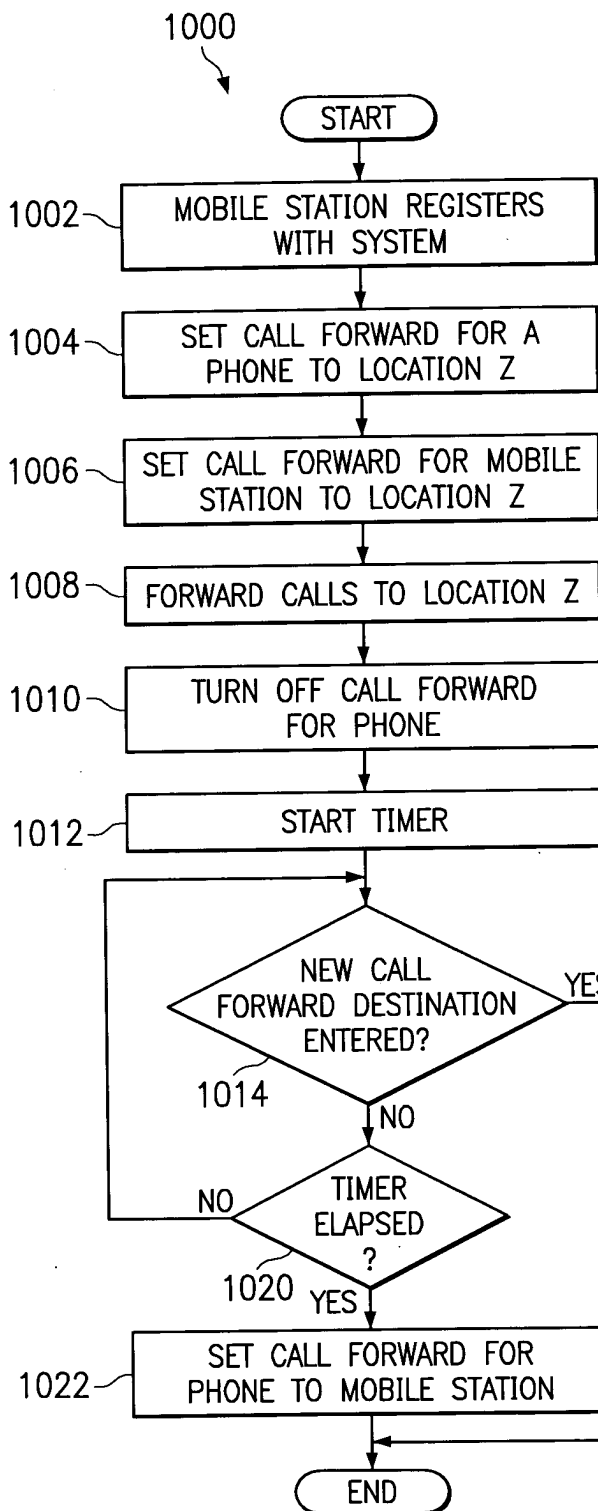 1000
START
1002
MOBILE STATION REGISTERS
WITH SYSTEM
1004
SET CALL FORWARD FOR A
PHONE TO LOCATION Z
1006
SET CALL FORWARD FOR MOBILE
STATION TO LOCATION Z
1008
FORWARD CALLS TO LOCATION Z
1010
TURN OFF CALL FORWARD
FOR PHONE
1012
START TIMER
NEW CALL
FORWARD DESTINATION
ENTERED?
YES
1014
NO
TIMER
ELAPSED
?
NO
1020
YES
1022
SET CALL FORWARD FOR
PHONE TO MOBILE STATION
END